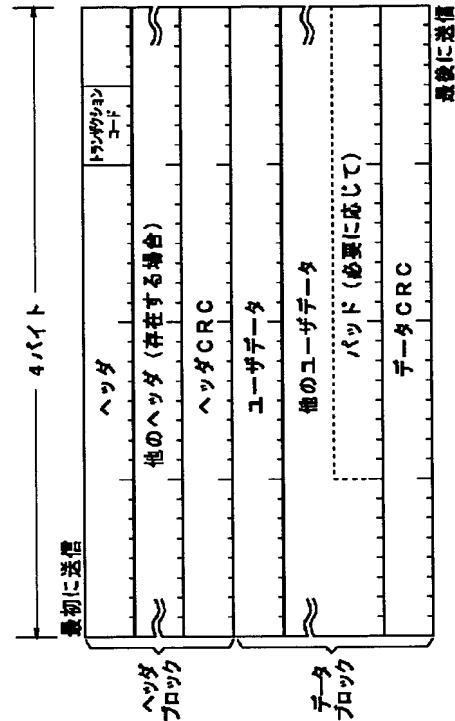 4バイト
最初に送信
ヘッダ
トランザクション
コード
他のヘッダ (存在する場合)
ヘッダCRC
ヘッダ
ブロック
ユーザデータ
他のユーザデータ
パッド (必要に応じて)
データCRC
データ
ブロック
最後に送信